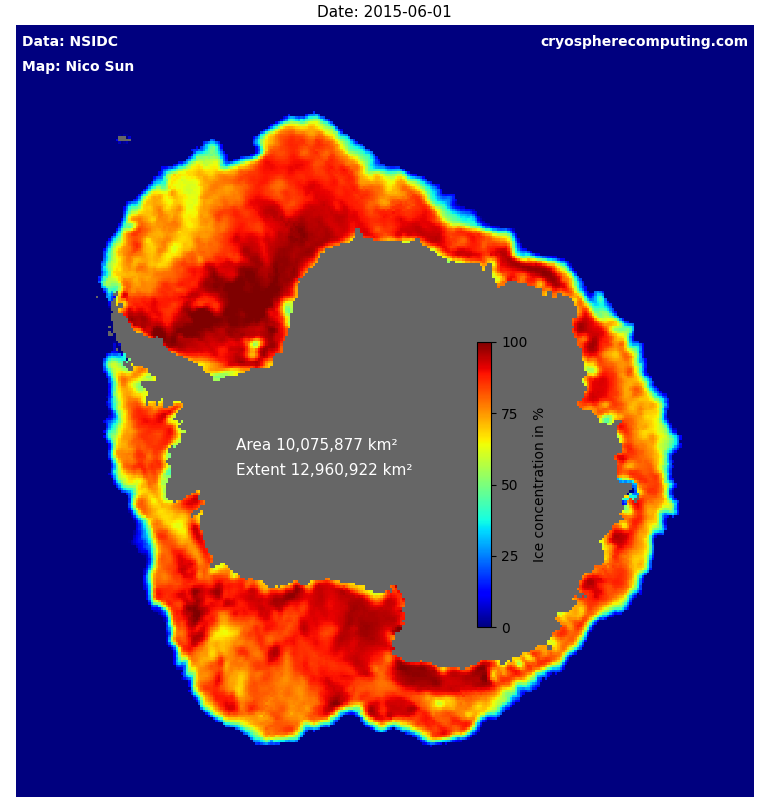 Date: 2015-06-01
Data: NSIDC
cryospherecomputing.com
Map: Nico Sun
100
75
50
25
0
Ice concentration in %
Area 10,075,877 km²
Extent 12,960,922 km²